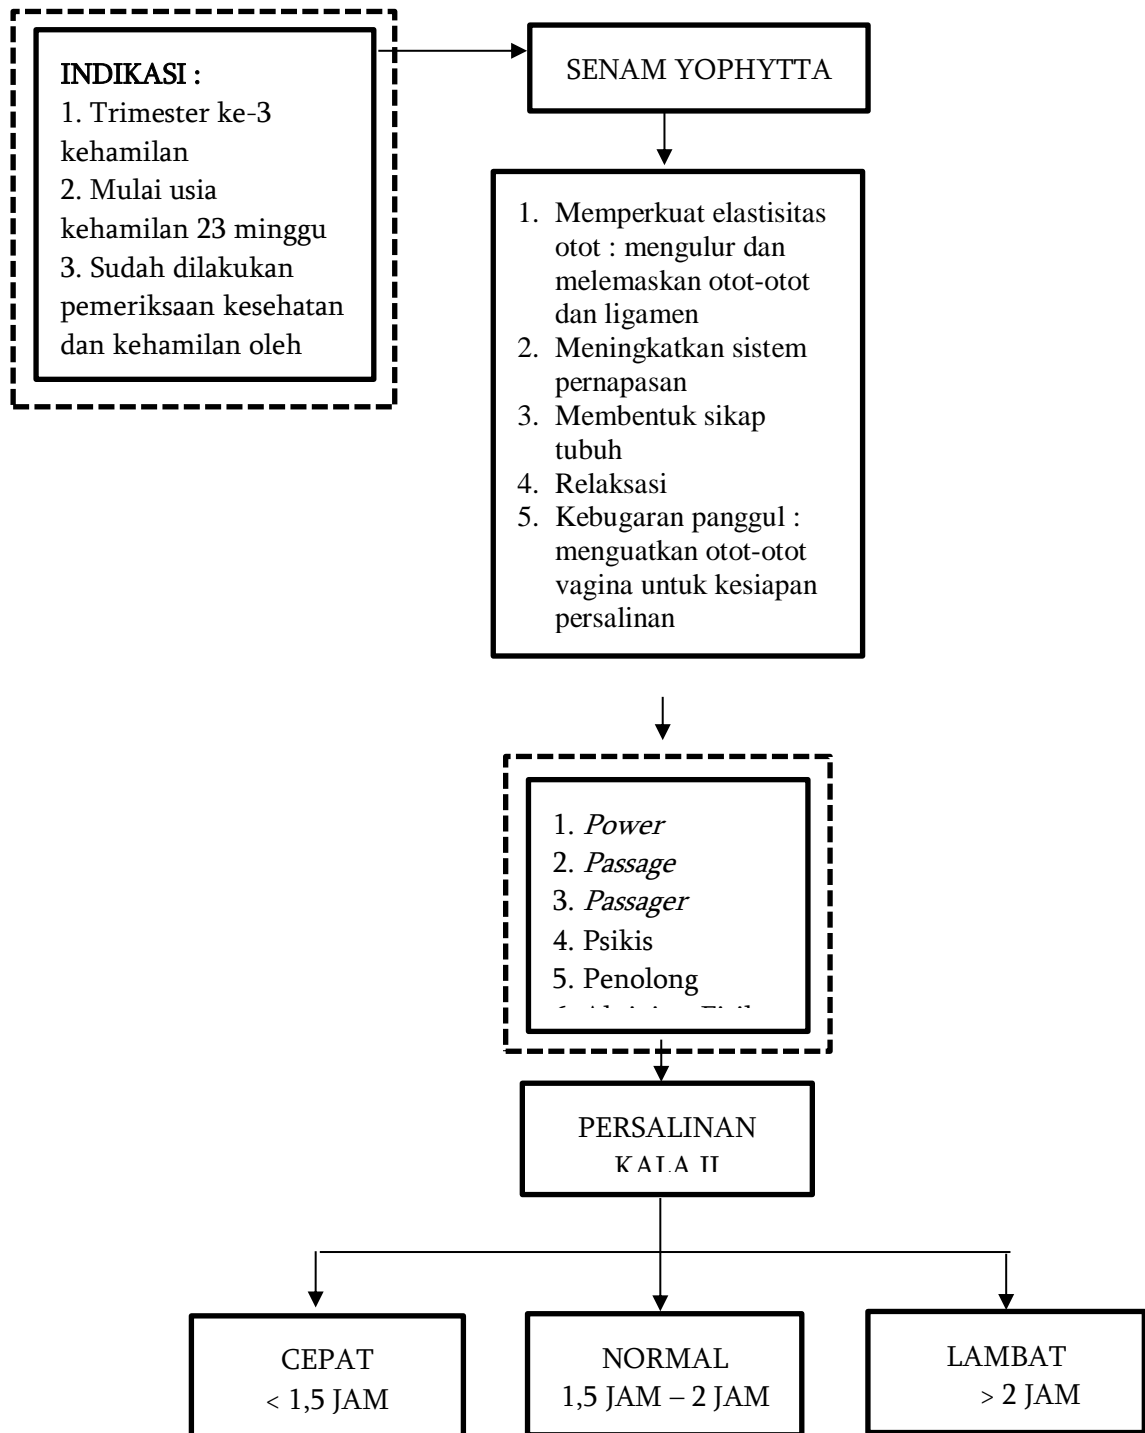 INDIKASI :
1. Trimester ke-3
kehamilan
2. Mulai usia
kehamilan 23 minggu
3. Sudah dilakukan
pemeriksaan kesehatan
dan kehamilan oleh
SENAM YOPHYTTA
1. Memperkuat elastisitas
otot : mengulur dan
melemaskan otot-otot
dan ligamen
2. Meningkatkan sistem
pernapasan
3. Membentuk sikap
tubuh
4. Relaksasi
5. Kebugaran panggul :
menguatkan otot-otot
vagina untuk kesiapan
persalinan
1. Power
2. Passage
3. Passager
4. Psikis
5. Penolong
PERSALINAN
KALA II
CEPAT
< 1,5 JAM
NORMAL
1,5 JAM – 2 JAM
LAMBAT
> 2 JAM